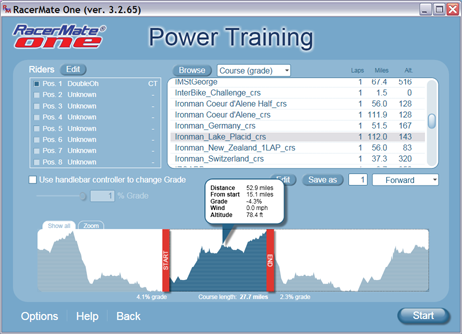 RacerMate One (ver. 3.2.65)
RacerMate one
Power Training
Riders Edit
Browse Course (grade) Laps Miles Alt.
Pos. 1 DoubleOh CT
Pos. 2 Unknown -
Pos. 3 Unknown -
Pos. 4 Unknown -
Pos. 5 Unknown -
Pos. 6 Unknown -
Pos. 7 Unknown -
Pos. 8 Unknown -
IMStGeorge 1 67.4 516
InterBike_Challenge_crs 1 1.5 0
Ironman Coeur d'Alene Half_crs 1 56.0 128
Ironman Coeur d'Alene_crs 1 111.9 128
Ironman_Germany_crs 1 51.5 167
Ironman_Lake_Placid_crs 1 112.0 143
Ironman_New_Zealand_1LAP_crs 1 56.0 83
Ironman_Switzerland_crs 1 37.3 320
Use handlebar controller to change Grade
Edit Save as 1 Forward
1 % Grade
Distance 52.9 miles
From start 15.1 miles
Grade -4.3%
Wind 0.0 mph
Altitude 78.4 ft
Show all Zoom
START
END
4.1% grade Course length: 27.7 miles 2.3% grade
Options Help Back Start